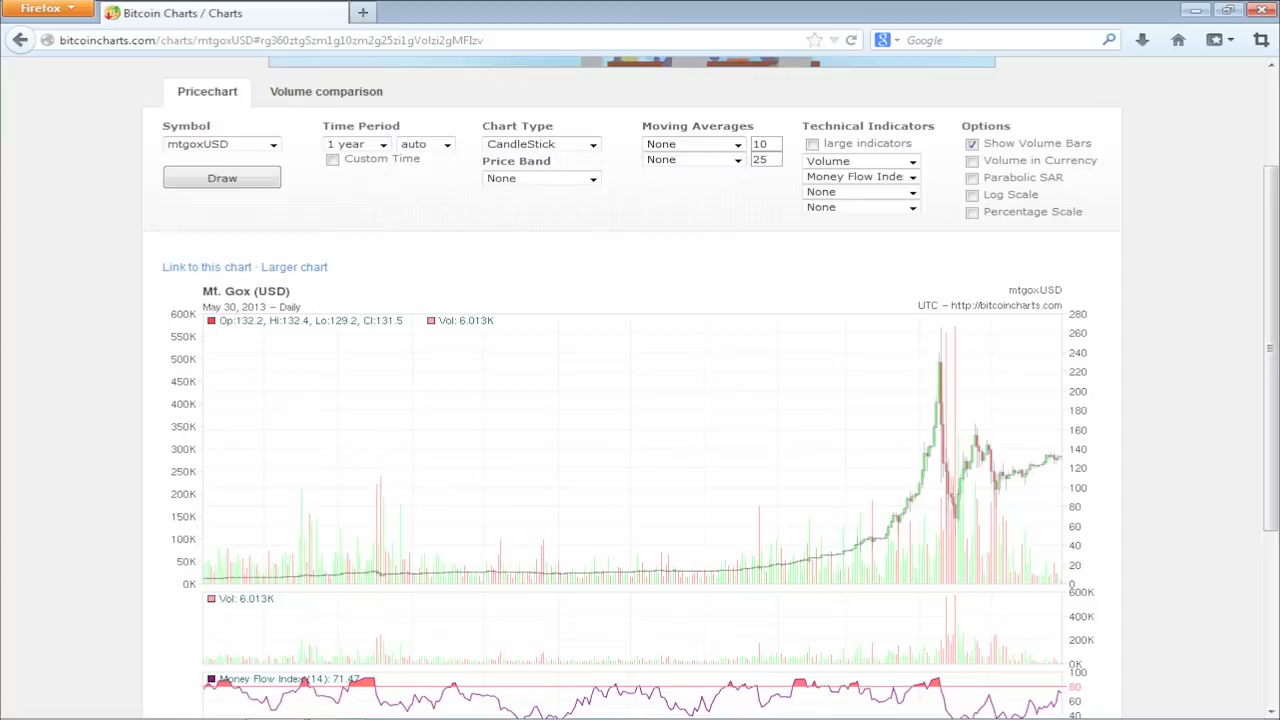 Firefox
Bitcoin Charts / Charts
bitcoincharts.com/charts/mtgoxUSD#rg360ztgSzm1g10zm2g25zi1gVolzi2gMFIzv
Google
Pricechart
Volume comparison
Symbol
mtgoxUSD
Draw
Time Period
1 year
auto
Custom Time
Chart Type
CandleStick
Price Band
None
Moving Averages
None
10
None
25
Technical Indicators
large indicators
Volume
Money Flow Inde
None
None
Options
Show Volume Bars
Volume in Currency
Parabolic SAR
Log Scale
Percentage Scale
Link to this chart · Larger chart
Mt. Gox (USD)
May 30, 2013 – Daily
mtgoxUSD
UTC – http://bitcoincharts.com
Op:132.2, Hi:132.4, Lo:129.2, Cl:131.5
Vol: 6.013K
600K
550K
500K
450K
400K
350K
300K
250K
200K
150K
100K
50K
0K
280
260
240
220
200
180
160
140
120
100
80
60
40
20
0
Vol: 6.013K
600K
400K
200K
0K
Money Flow Index (14): 71.47
100
80
60
40